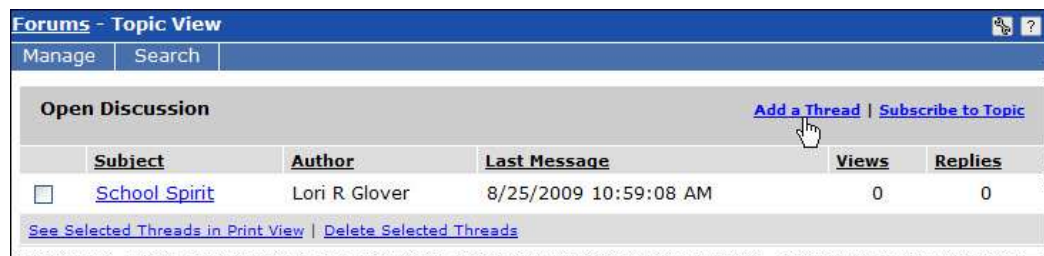 Forums - Topic View ?
Manage Search
Open Discussion Add a Thread | Subscribe to Topic
Subject Author Last Message Views Replies
School Spirit Lori R Glover 8/25/2009 10:59:08 AM 0 0
See Selected Threads in Print View | Delete Selected Threads